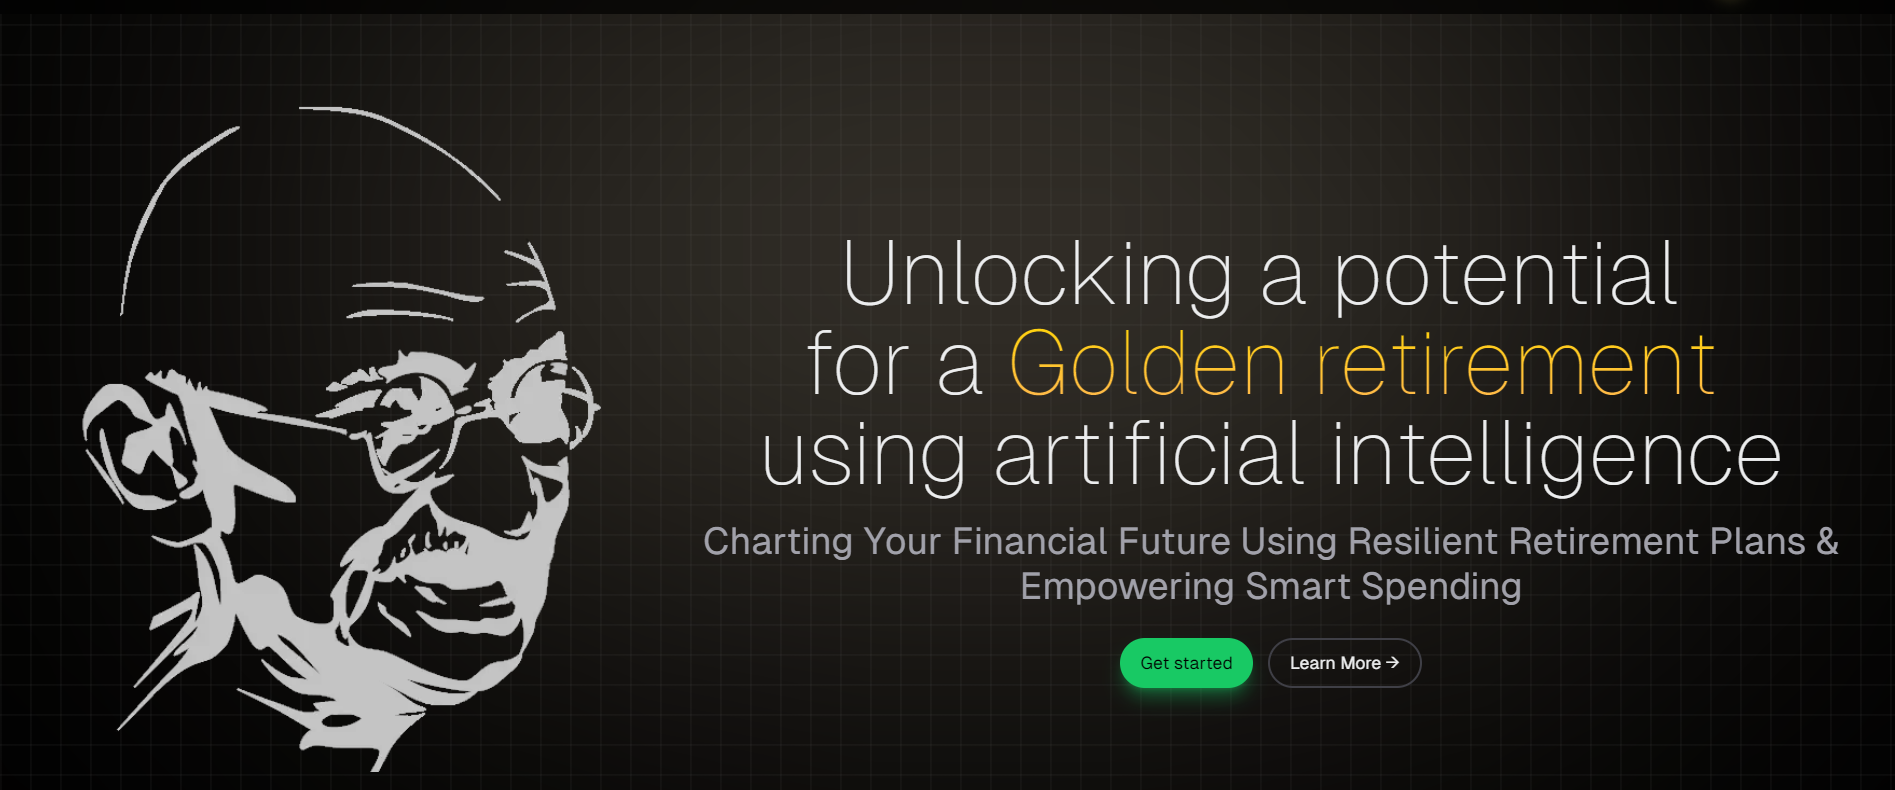 Unlocking a potential
for a Golden retirement
using artificial intelligence
Charting Your Financial Future Using Resilient Retirement Plans &
Empowering Smart Spending
Get started
Learn More →